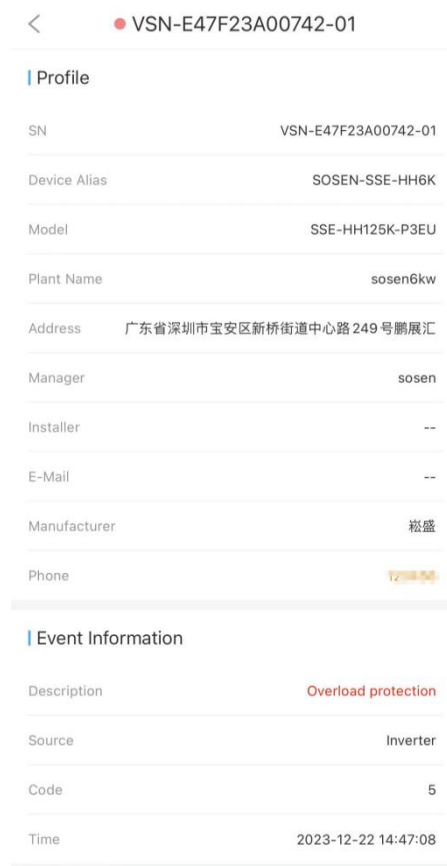 VSN-E47F23A00742-01
Profile
SN VSN-E47F23A00742-01
Device Alias SOSEN-SSE-HH6K
Model SSE-HH125K-P3EU
Plant Name sosen6kw
Address 广东省深圳市宝安区新桥街道中心路249号鹏展汇
Manager sosen
Installer --
E-Mail --
Manufacturer 崧盛
Phone
Event Information
Description Overload protection
Source Inverter
Code 5
Time 2023-12-22 14:47:08